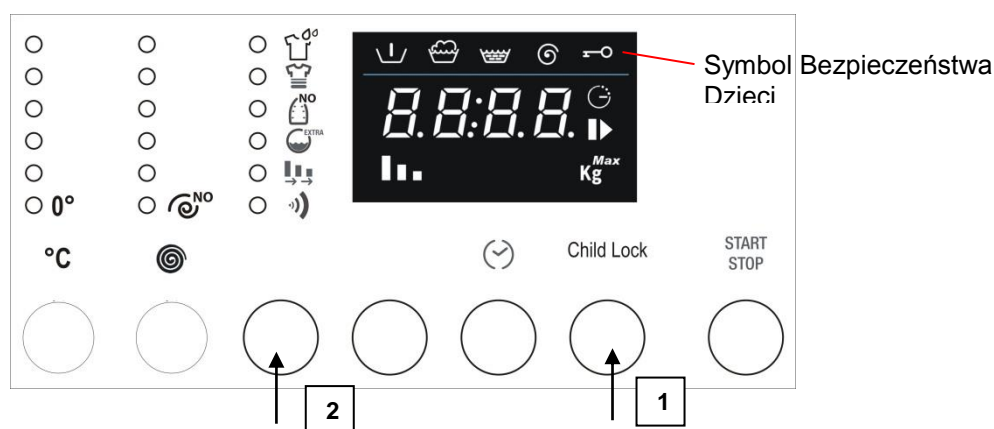 NO
EXTRA
0°
NO
8.8:8.8.
Max
Kg
Symbol Bezpieczeństwa
Dzieci
°C
Child Lock
START
STOP
2
1